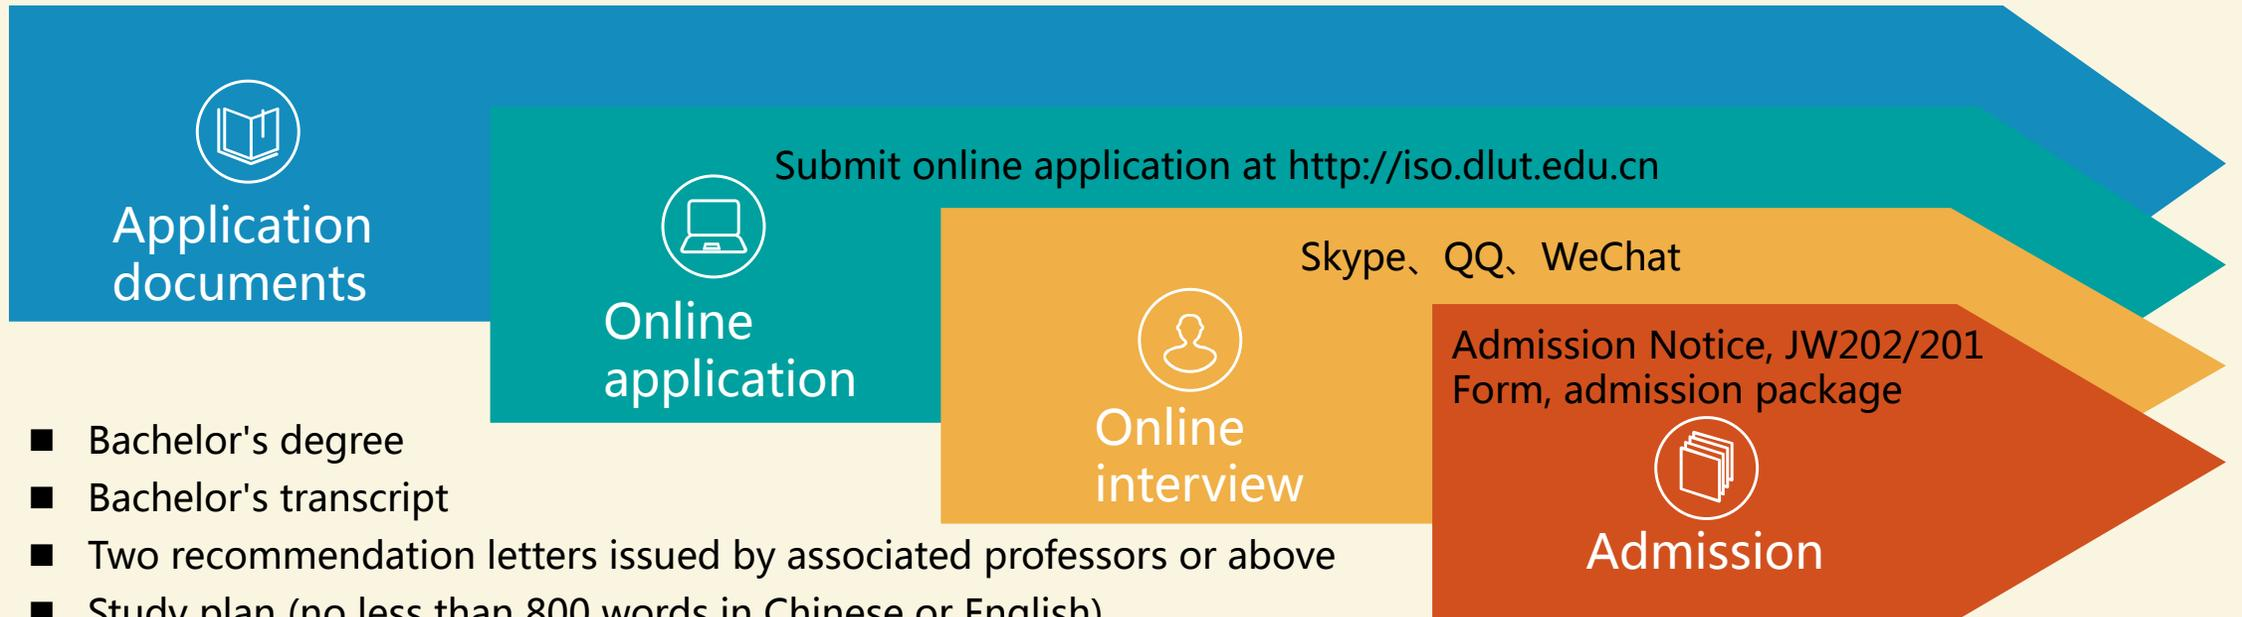 Application
documents
Submit online application at http://iso.dlut.edu.cn
Online
application
Skype、QQ、WeChat
Online
interview
Admission Notice, JW202/201
Form, admission package
Admission
■ Bachelor's degree
■ Bachelor's transcript
■ Two recommendation letters issued by associated professors or above
■ Study plan (no less than 800 words in Chinese or English)